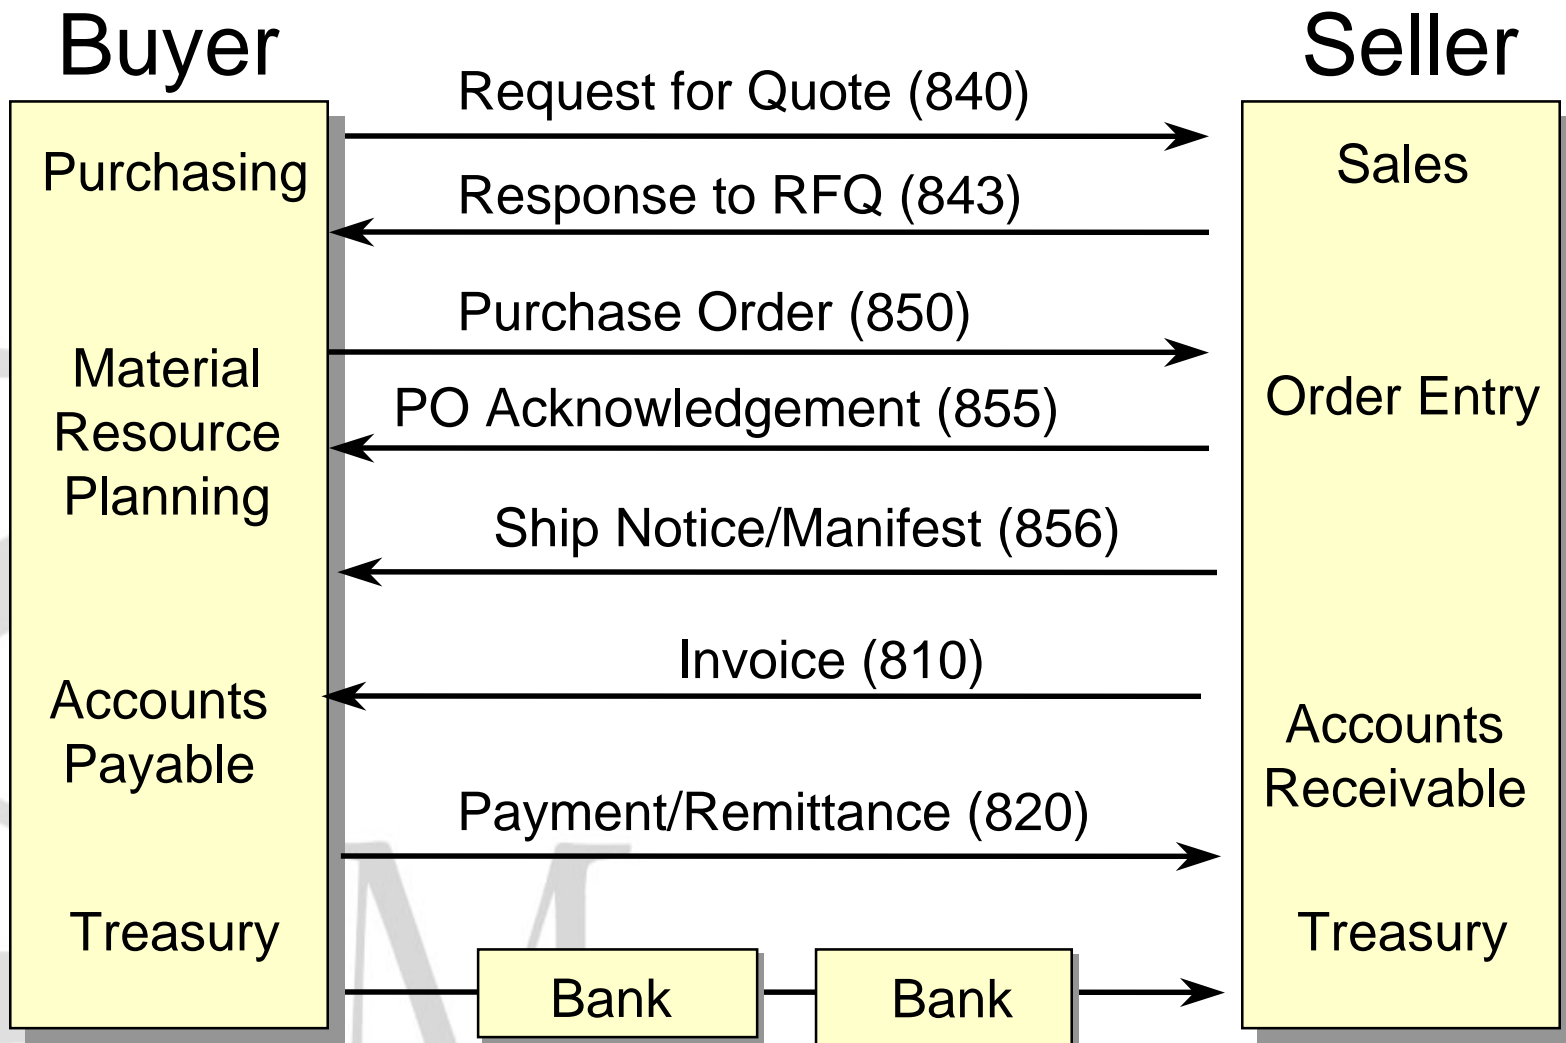 Buyer
Seller
Request for Quote (840)
Purchasing
Sales
Response to RFQ (843)
Purchase Order (850)
Material
Resource
Planning
Order Entry
PO Acknowledgement (855)
Ship Notice/Manifest (856)
Invoice (810)
Accounts
Payable
Accounts
Receivable
Payment/Remittance (820)
Treasury
Treasury
Bank
Bank